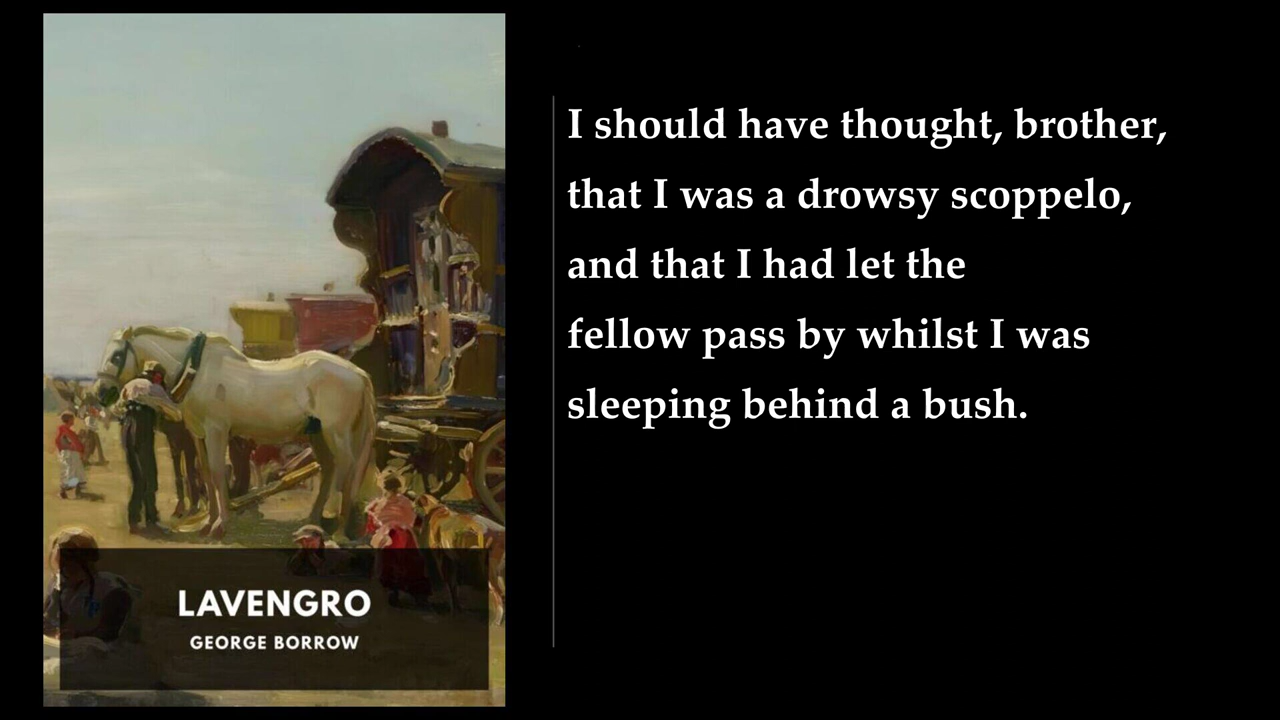 LAVENGRO
GEORGE BORROW
I should have thought, brother,
that I was a drowsy scoppelo,
and that I had let the
fellow pass by whilst I was
sleeping behind a bush.